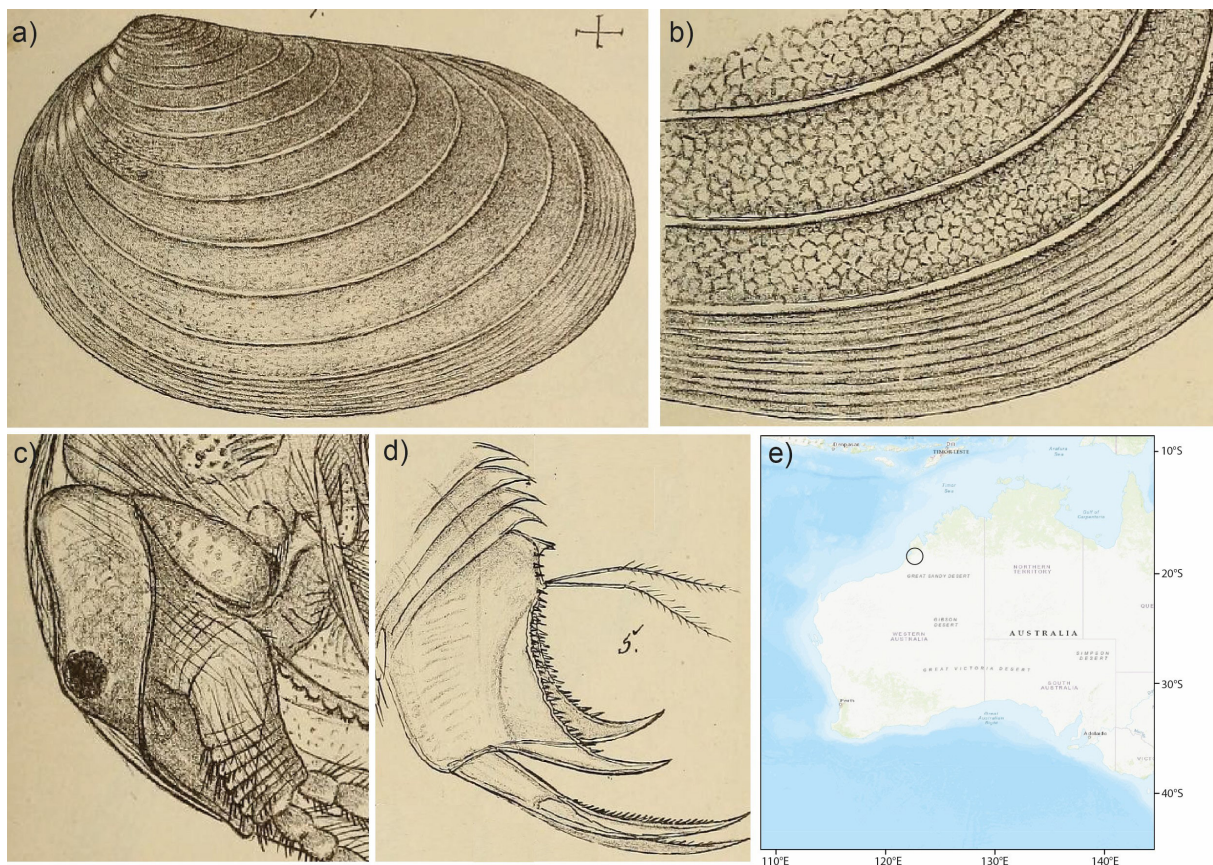 a)
b)
c)
d)
5.
e)
10°S
20°S
30°S
40°S
110°E
120°E
130°E
140°E
Dili
TIMOR-LESTE
Timor
Sea
Arafura
Sea
Gulf of
Carpentaria
GREAT SANDY DESERT
NORTHERN
TERRITORY
GIBSON
DESERT
WESTERN
AUSTRALIA
AUSTRALIA
SIMPSON
DESERT
GREAT VICTORIA DESERT
SOUTH
AUSTRALIA
Perth
Great
Australian
Bight
Adelaide